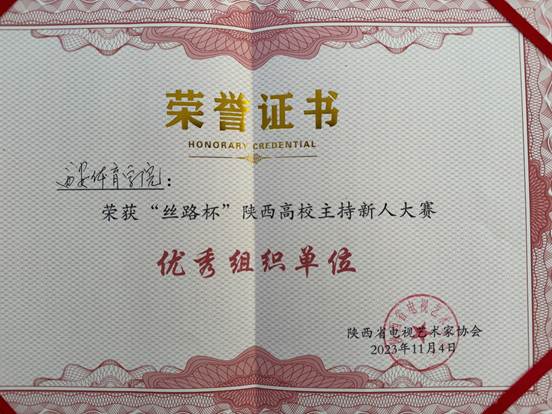 荣誉证书
HONORARY CREDENTIAL
西安体育学院：
荣获“丝路杯”陕西高校主持新人大赛
优秀组织单位
陕西省电视艺术家协会
2023年11月4日